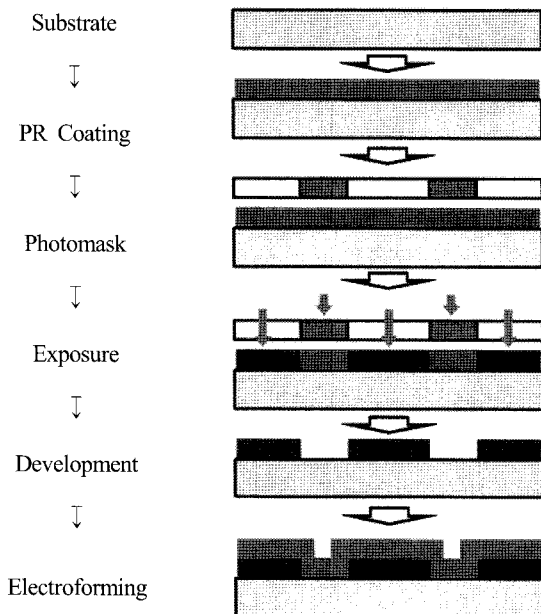 Substrate
↓
PR Coating
↓
Photomask
↓
Exposure
↓
Development
↓
Electroforming